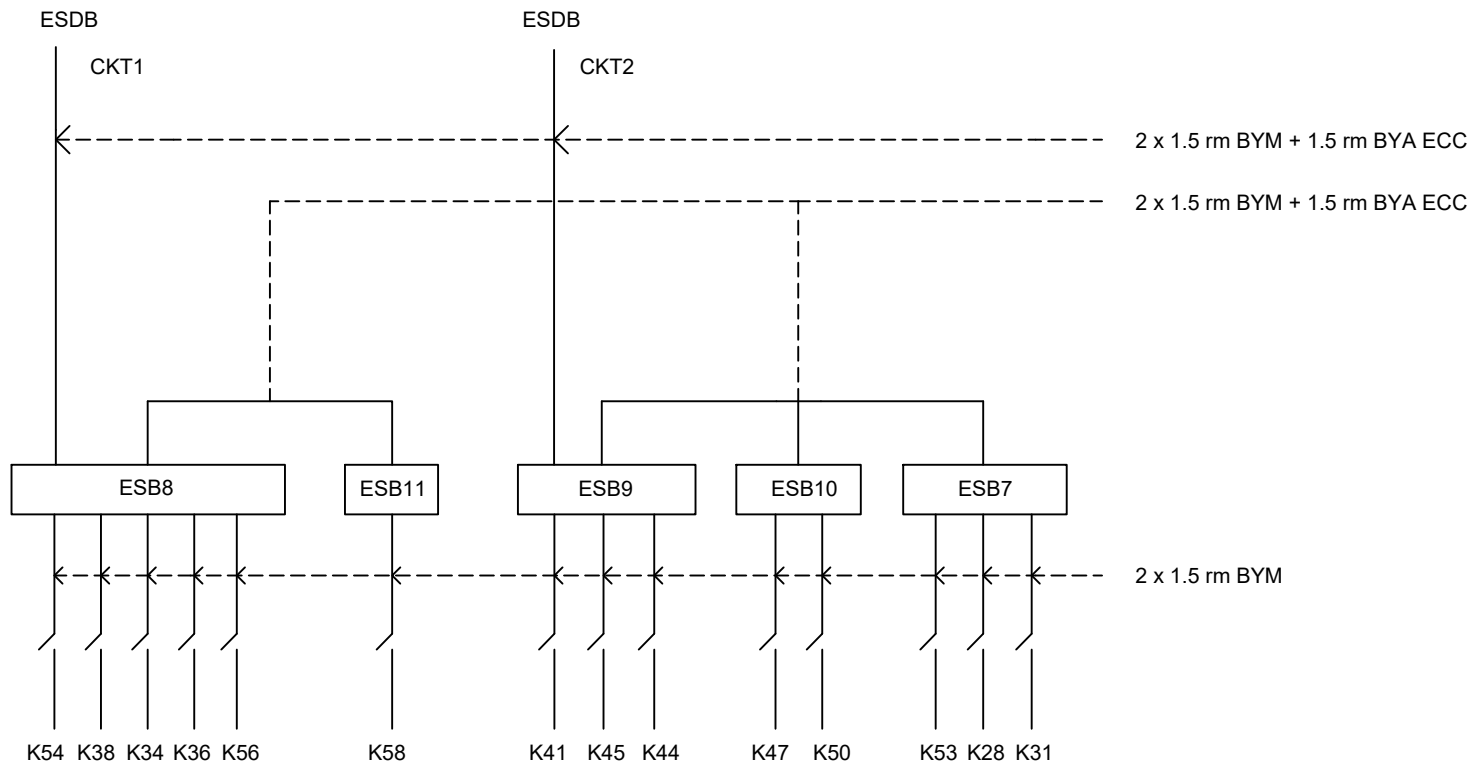 ESDB
ESDB
CKT1
CKT2
2 x 1.5 rm BYM + 1.5 rm BYA ECC
2 x 1.5 rm BYM + 1.5 rm BYA ECC
ESB8
ESB11
ESB9
ESB10
ESB7
2 x 1.5 rm BYM
K54
K38
K34
K36
K56
K58
K41
K45
K44
K47
K50
K53
K28
K31